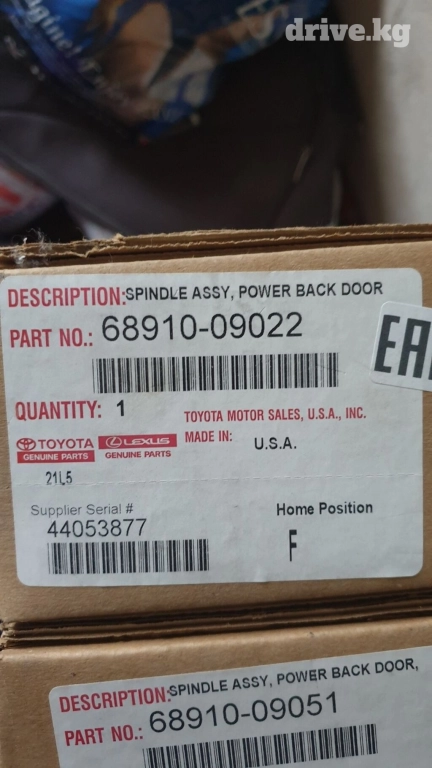 drive.kg
DESCRIPTION: SPINDLE ASSY, POWER BACK DOOR
PART NO.: 68910-09022
QUANTITY: 1
TOYOTA MOTOR SALES, U.S.A., INC.
TOYOTA GENUINE PARTS
LEXUS GENUINE PARTS
MADE IN: U.S.A.
21L5
Supplier Serial #
44053877
Home Position
F
EAC
DESCRIPTION: SPINDLE ASSY, POWER BACK DOOR,
PART NO.: 68910-09051